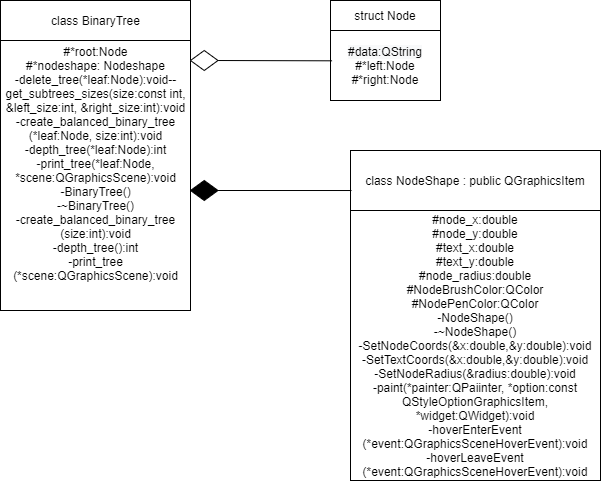 class BinaryTree
#*root:Node
#*nodeshape: Nodeshape
-delete_tree(*leaf:Node):void--
get_subtrees_sizes(size:const int,
&left_size:int, &right_size:int):void
-create_balanced_binary_tree
(*leaf:Node, size:int):void
-depth_tree(*leaf:Node):int
-print_tree(*leaf:Node,
*scene:QGraphicsScene):void
-BinaryTree()
-~BinaryTree()
-create_balanced_binary_tree
(size:int):void
-depth_tree():int
-print_tree
(*scene:QGraphicsScene):void
struct Node
#data:QString
#*left:Node
#*right:Node
class NodeShape : public QGraphicsItem
#node_x:double
#node_y:double
#text_x:double
#text_y:double
#node_radius:double
#NodeBrushColor:QColor
#NodePenColor:QColor
-NodeShape()
-~NodeShape()
-SetNodeCoords(&x:double,&y:double):void
-SetTextCoords(&x:double,&y:double):void
-SetNodeRadius(&radius:double):void
-paint(*painter:QPaiinter, *option:const
QStyleOptionGraphicsItem,
*widget:QWidget):void
-hoverEnterEvent
(*event:QGraphicsSceneHoverEvent):void
-hoverLeaveEvent
(*event:QGraphicsSceneHoverEvent):void